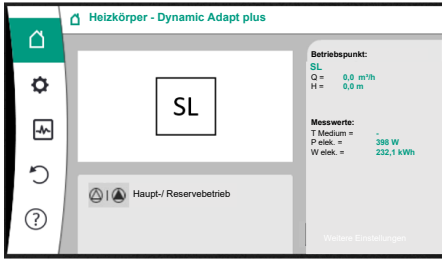 Heizkörper - Dynamic Adapt plus
SL
Haupt-/ Reservebetrieb
Betriebspunkt:
SL
Q = 0,0 m³/h
H = 0,0 m
Messwerte:
T Medium = -
P elek. = 398 W
W elek. = 232,1 kWh
Weitere Einstellungen
?